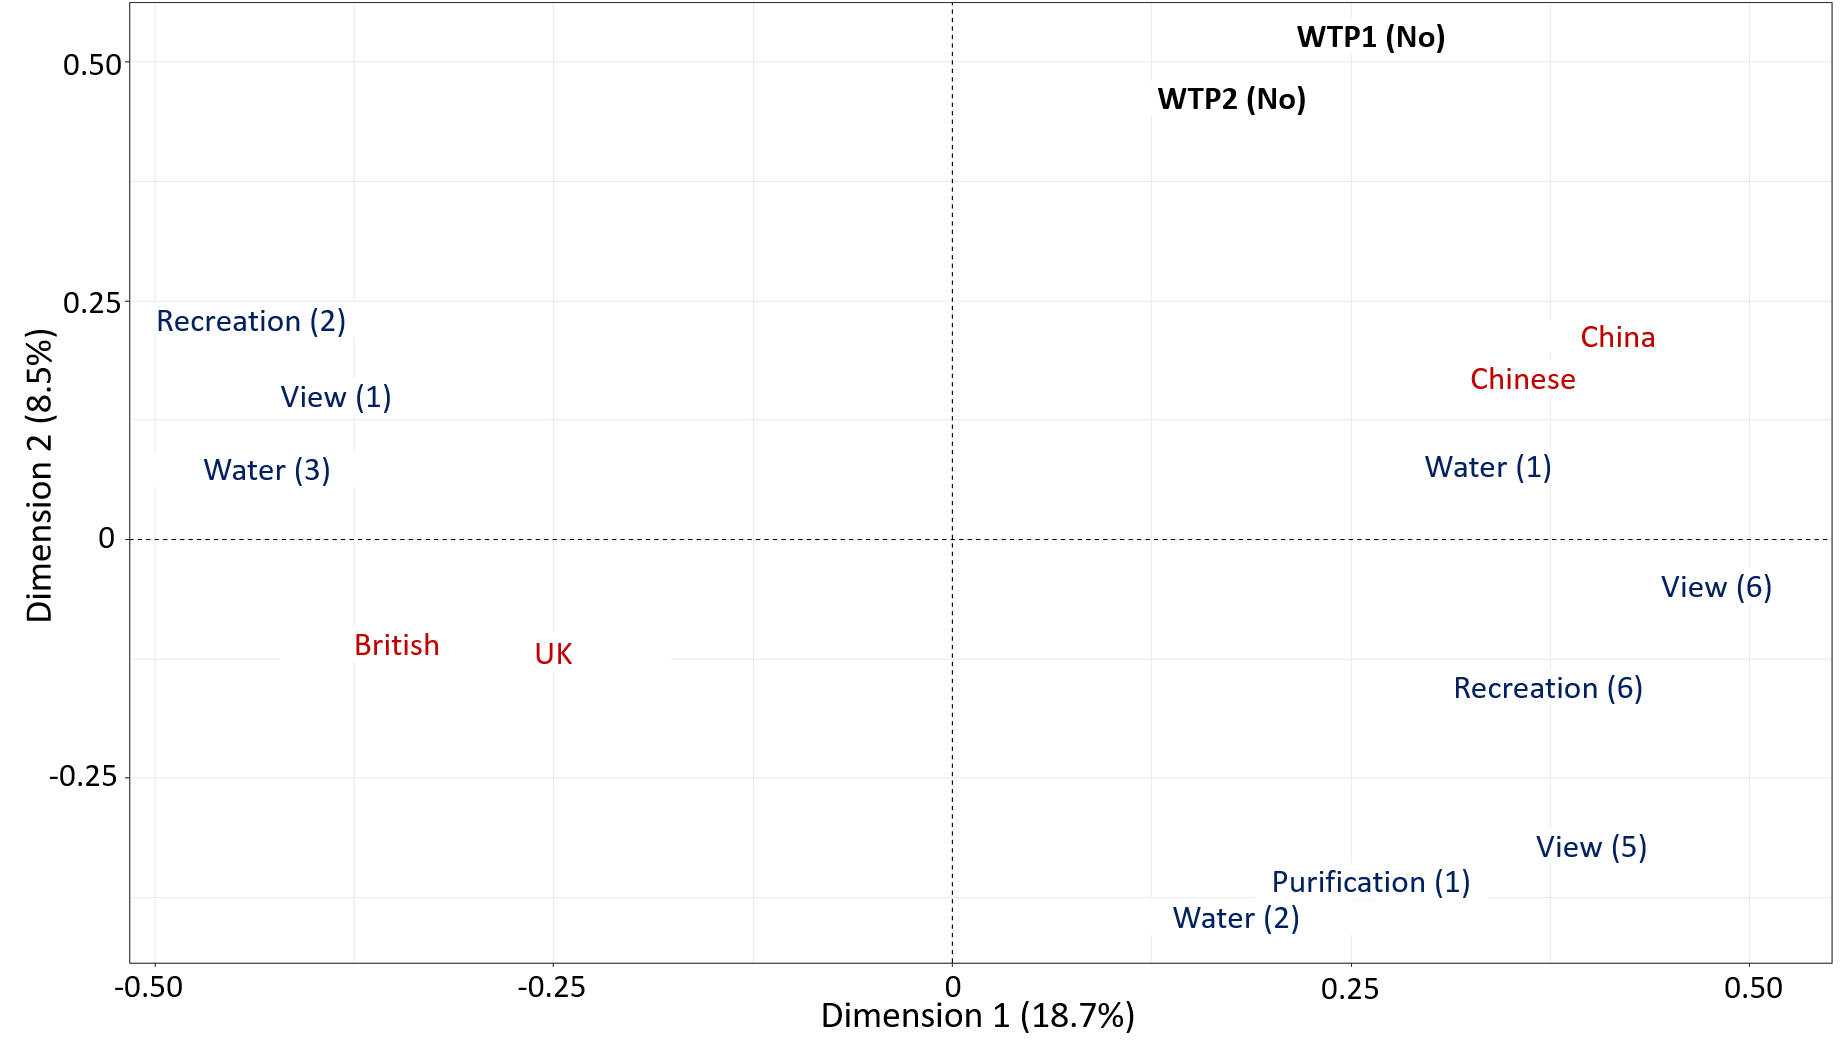 WTP1 (No)
0.50
WTP2 (No)
0.25
Recreation (2)
China
Chinese
View (1)
Water (3)
Water (1)
0
View (6)
British
UK
Recreation (6)
-0.25
View (5)
Purification (1)
Water (2)
Dimension 2 (8.5%)
-0.50
-0.25
0
0.25
0.50
Dimension 1 (18.7%)